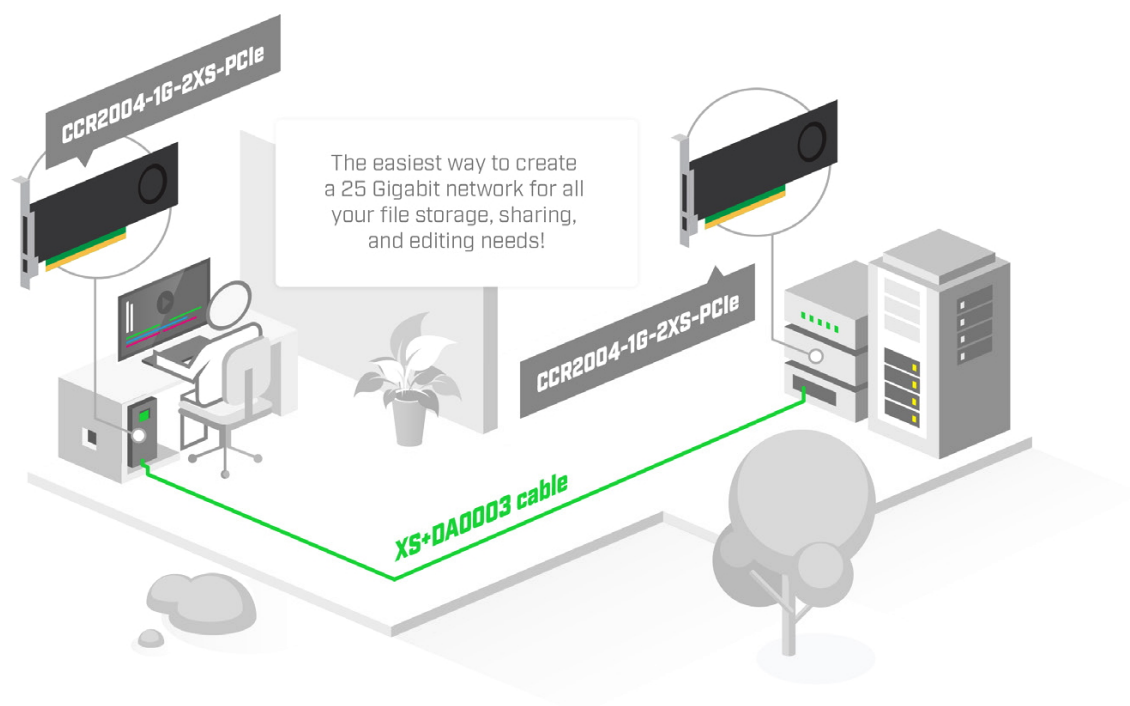 CCR2004-1G-2XS-PCIe
The easiest way to create
a 25 Gigabit network for all
your file storage, sharing,
and editing needs!
CCR2004-1G-2XS-PCIe
XS+DA0003 cable